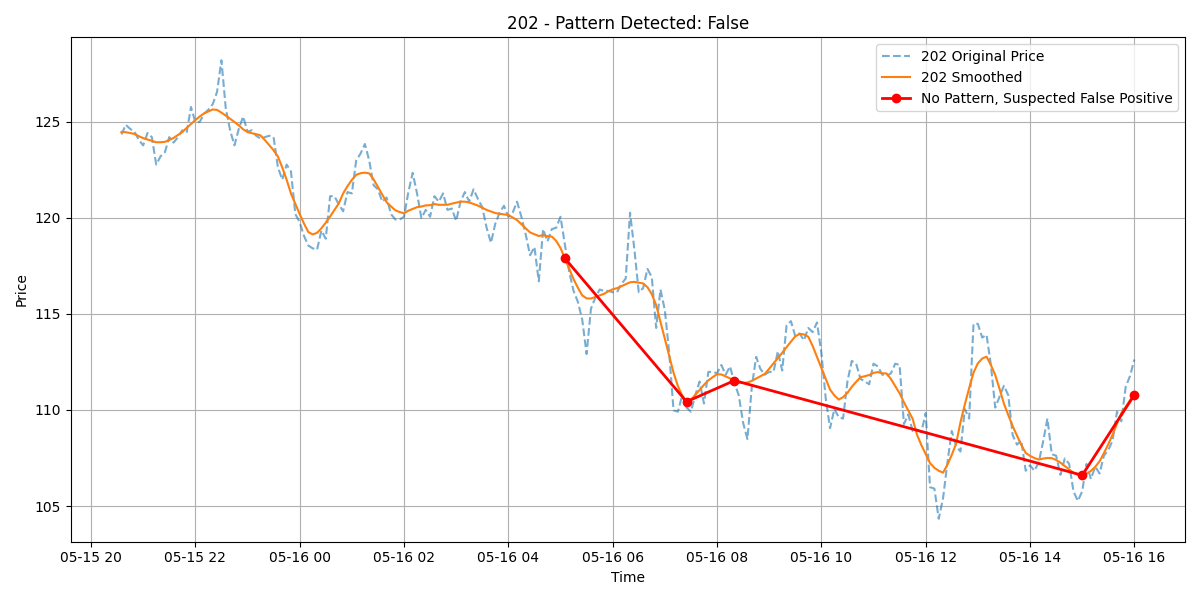 202 - Pattern Detected: False
202 Original Price
202 Smoothed
No Pattern, Suspected False Positive
Price
125
120
115
110
105
05-15 20 05-15 22 05-16 00 05-16 02 05-16 04 05-16 06 05-16 08 05-16 10 05-16 12 05-16 14 05-16 16
Time